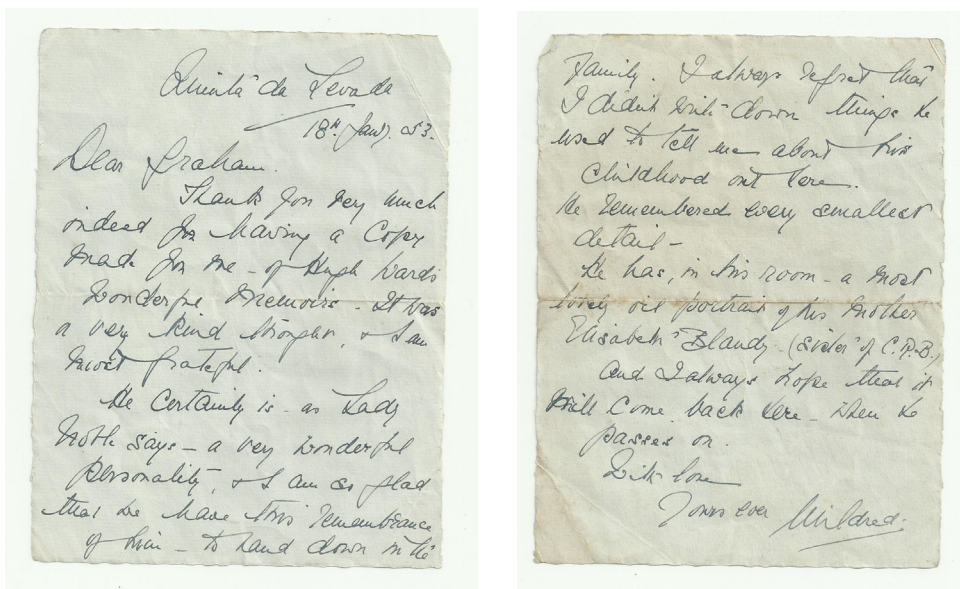 Quinta da Levada
18th Jany. 53.
Dear Graham.
Thank you very much
indeed for having a copy
made for me - of Hugh Wards
wonderful Memoirs - It was
a very kind thought, & I am
most grateful.
He certainly is - as Lady
says - a very wonderful
personality, & I am so glad
that we have this remembrance
of him - to hand down in the
Family. I always regret that
I didn't write down things he
used to tell me about his
childhood out here.
He remembered every smallest
detail -
He has, in his room - a most
lovely oil portrait of his Mother
Elisabeth Blandy - (sister of C.R.B.)
and I always hope that it
will come back here - when he
passes on.
With love
Yours ever Mildred.